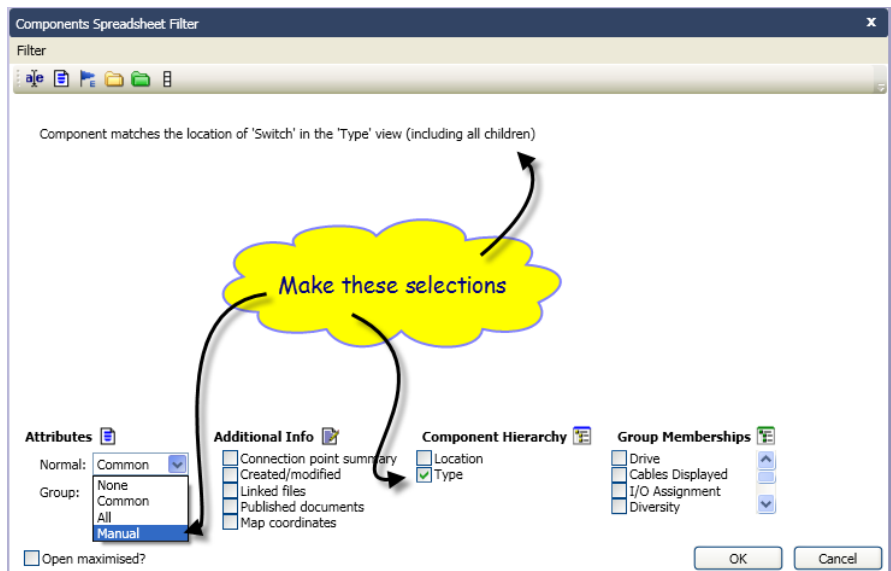 Components Spreadsheet Filter x
Filter
a e E
Component matches the location of 'Switch' in the 'Type' view (including all children)
Make these selections
Attributes Additional Info Component Hierarchy Group Memberships
Normal: Common Connection point summary Location Drive
None Created/modified Type Cables Displayed
Group: Common Linked files I/O Assignment
All Published documents Diversity
Manual Map coordinates
Open maximised? OK Cancel